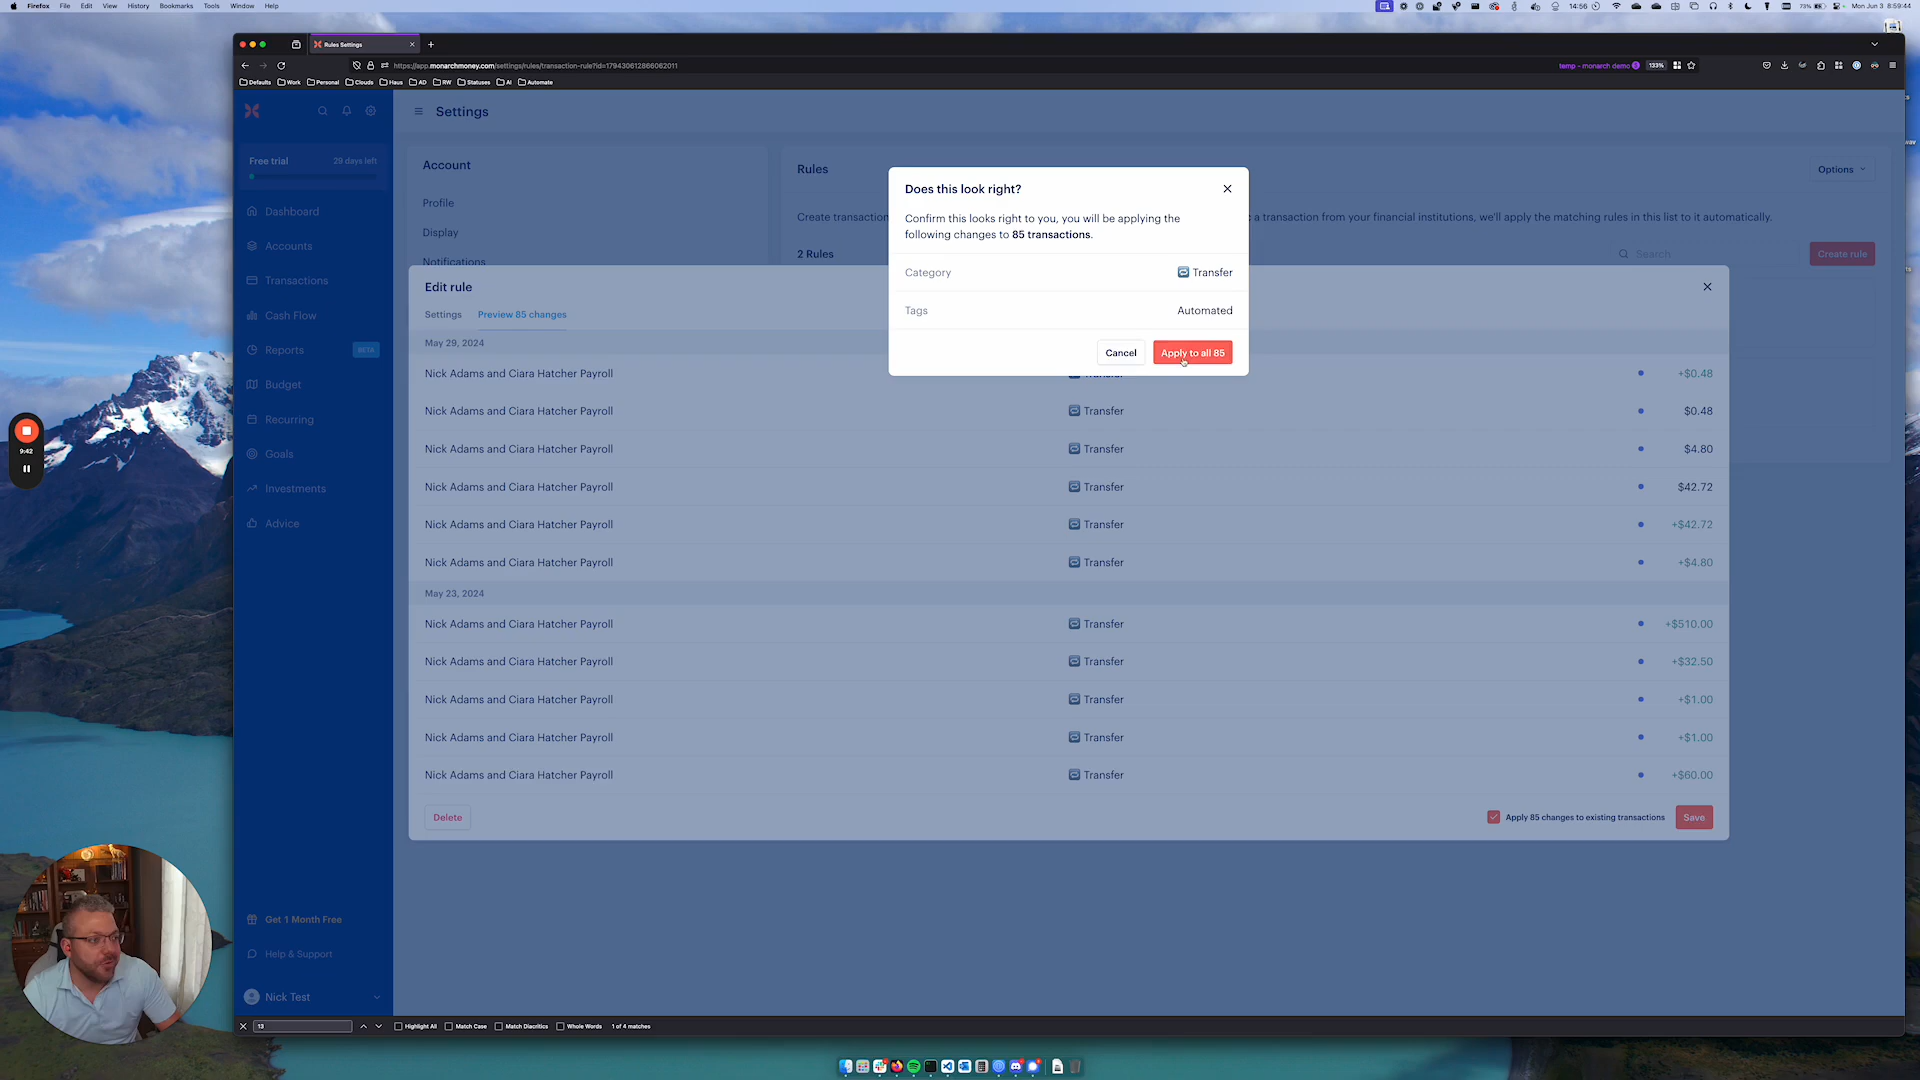 Firefox File Edit View History Bookmarks Tools Window Help
14:56 73% Mon Jun 3 8:59:44
Rules Settings
https://app.monarchmoney.com/settings/rules/transaction-rule?id=179430612866062011
temp - monarch demo 133%
Defaults Work Personal Clouds Haus AD RW Statuses AI Automate
Settings
Free trial 29 days left
Dashboard
Accounts
Transactions
Cash Flow
Reports BETA
Budget
Recurring
Goals
Investments
Advice
Get 1 Month Free
Help & Support
Nick Test
9:42
Account
Profile
Display
Notifications
Rules
Options
Create transaction
a transaction from your financial institutions, we'll apply the matching rules in this list to it automatically.
2 Rules
Search
Create rule
Does this look right?
Confirm this looks right to you, you will be applying the
following changes to 85 transactions.
Category Transfer
Tags Automated
Cancel Apply to all 85
Edit rule
Settings Preview 85 changes
May 29, 2024
Nick Adams and Ciara Hatcher Payroll Transfer +$0.48
Nick Adams and Ciara Hatcher Payroll Transfer $0.48
Nick Adams and Ciara Hatcher Payroll Transfer $4.80
Nick Adams and Ciara Hatcher Payroll Transfer $42.72
Nick Adams and Ciara Hatcher Payroll Transfer +$42.72
Nick Adams and Ciara Hatcher Payroll Transfer +$4.80
May 23, 2024
Nick Adams and Ciara Hatcher Payroll Transfer +$510.00
Nick Adams and Ciara Hatcher Payroll Transfer +$32.50
Nick Adams and Ciara Hatcher Payroll Transfer +$1.00
Nick Adams and Ciara Hatcher Payroll Transfer +$1.00
Nick Adams and Ciara Hatcher Payroll Transfer +$60.00
Delete
Apply 85 changes to existing transactions Save
13 Highlight All Match Case Match Diacritics Whole Words 1 of 4 matches